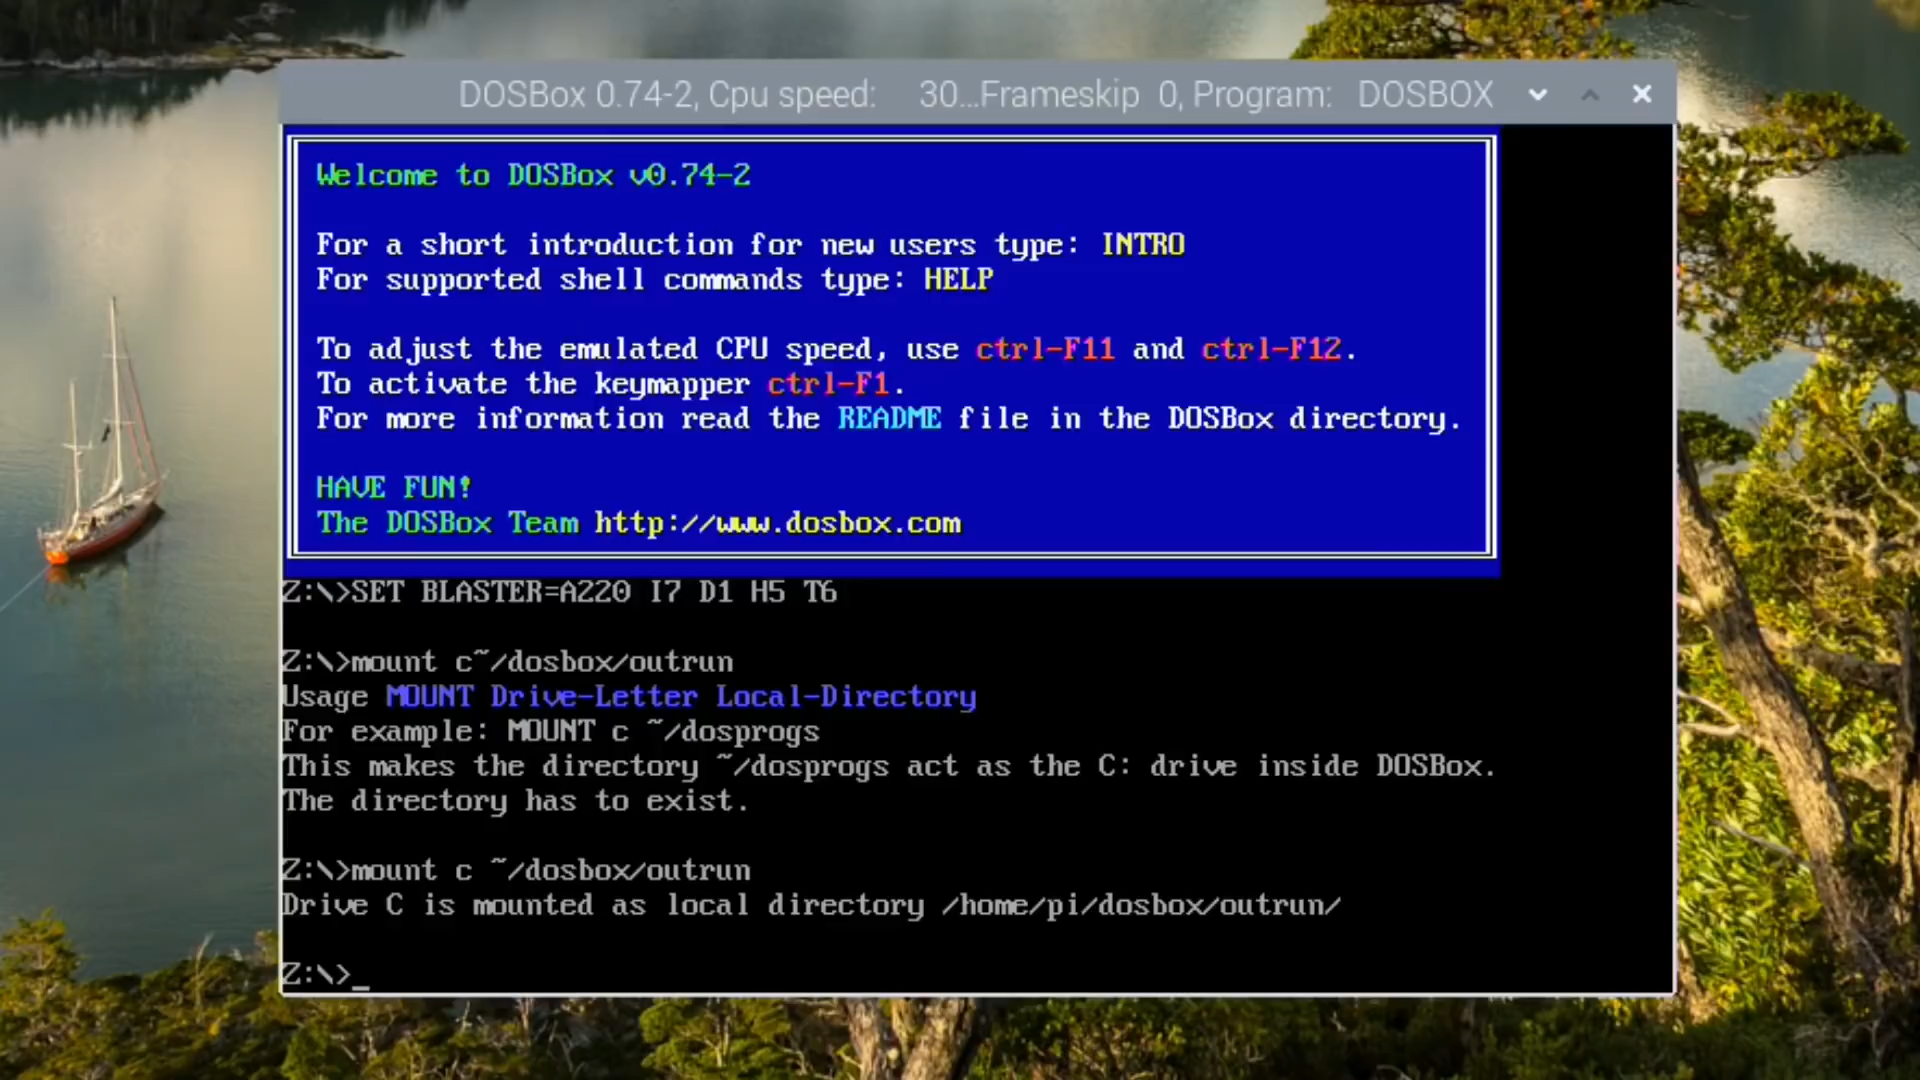 DOSBox 0.74-2, Cpu speed: 30...Frameskip 0, Program: DOSBOX
Welcome to DOSBox v0.74-2
For a short introduction for new users type: INTRO
For supported shell commands type: HELP
To adjust the emulated CPU speed, use ctrl-F11 and ctrl-F12.
To activate the keymapper ctrl-F1.
For more information read the README file in the DOSBox directory.
HAVE FUN!
The DOSBox Team http://www.dosbox.com
Z:\>SET BLASTER=A220 I7 D1 H5 T6
Z:\>mount c~/dosbox/outrun
Usage MOUNT Drive-Letter Local-Directory
For example: MOUNT c ~/dosprogs
This makes the directory ~/dosprogs act as the C: drive inside DOSBox.
The directory has to exist.
Z:\>mount c ~/dosbox/outrun
Drive C is mounted as local directory /home/pi/dosbox/outrun/
Z:\>_